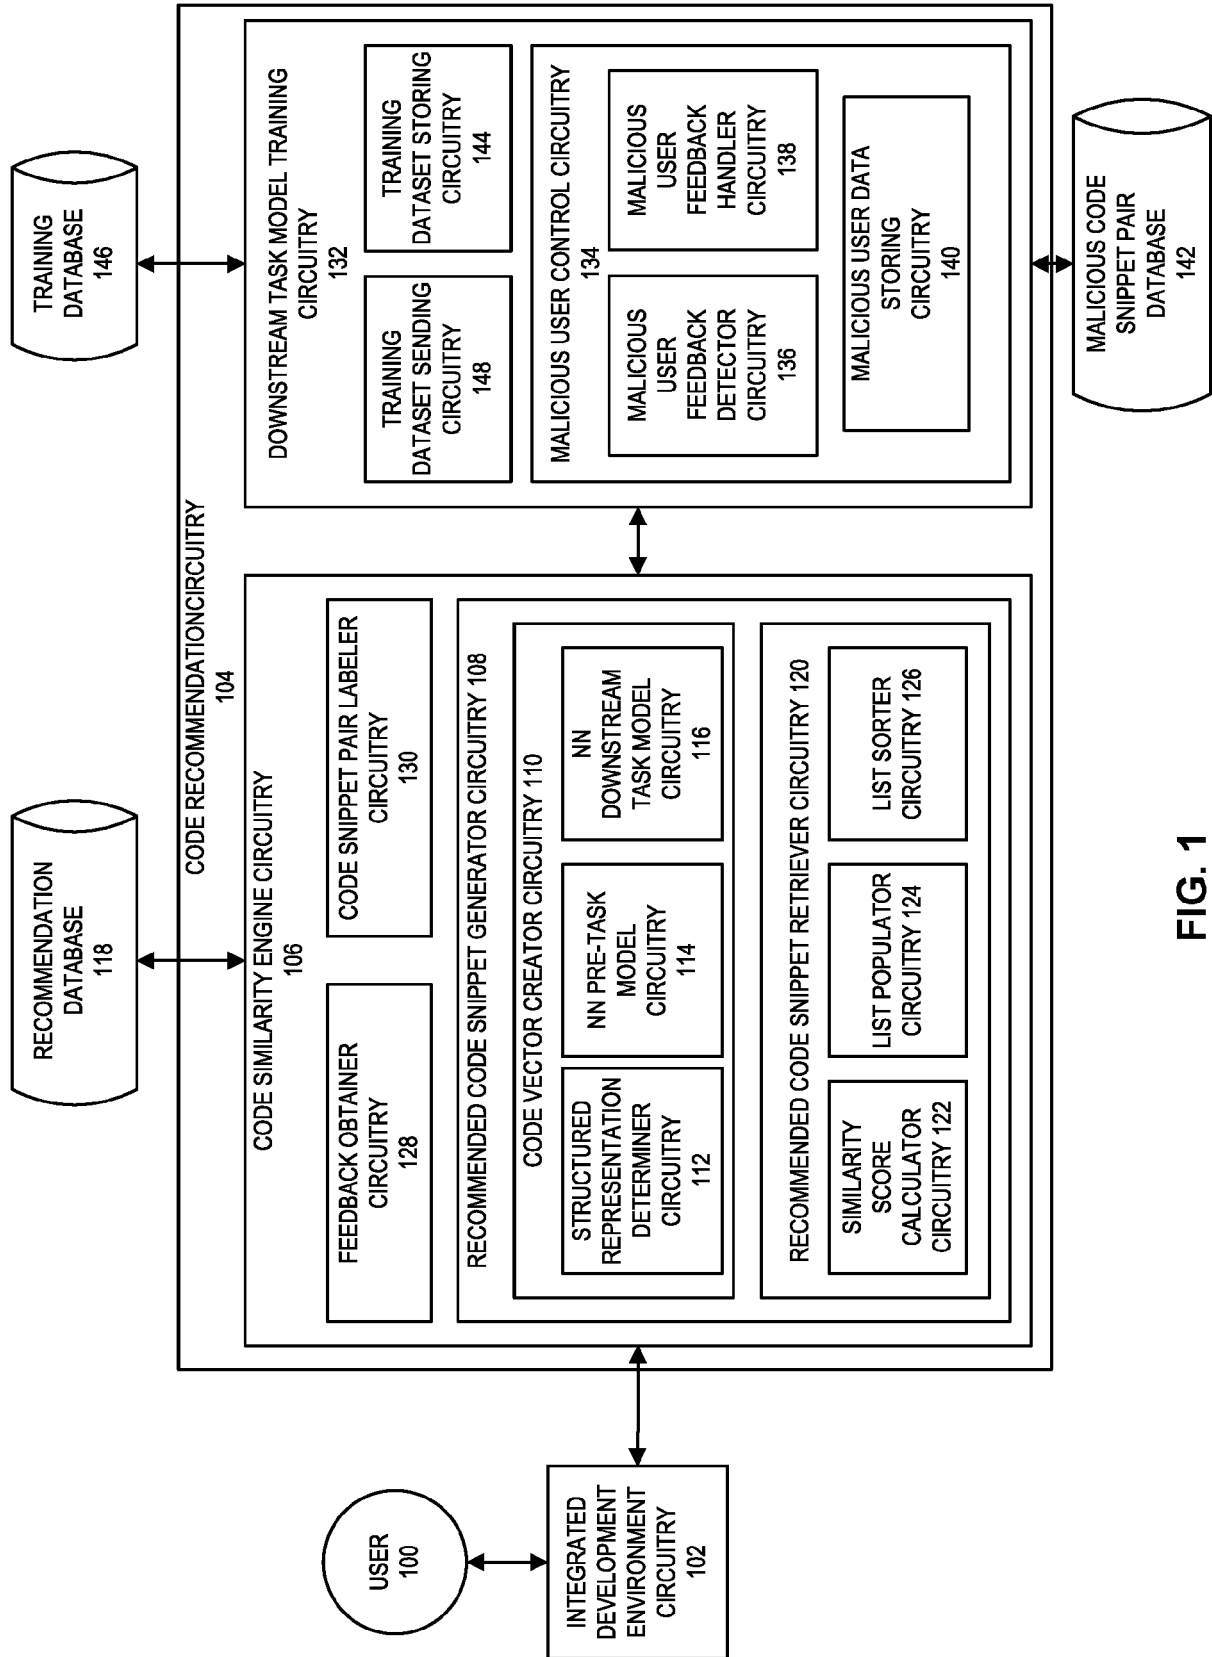 RECOMMENDATION
DATABASE
118
TRAINING
DATABASE
146
CODE RECOMMENDATIONCIRCUITRY
104
CODE SIMILARITY ENGINE CIRCUITRY
106
FEEDBACK OBTAINER
CIRCUITRY
128
CODE SNIPPET PAIR LABELER
CIRCUITRY
130
RECOMMENDED CODE SNIPPET GENERATOR CIRCUITRY 108
CODE VECTOR CREATOR CIRCUITRY 110
STRUCTURED
REPRESENTATION
DETERMINER
CIRCUITRY
112
NN PRE-TASK
MODEL
CIRCUITRY
114
NN
DOWNSTREAM
TASK MODEL
CIRCUITRY
116
RECOMMENDED CODE SNIPPET RETRIEVER CIRCUITRY 120
SIMILARITY
SCORE
CALCULATOR
CIRCUITRY 122
LIST POPULATOR
CIRCUITRY 124
LIST SORTER
CIRCUITRY 126
DOWNSTREAM TASK MODEL TRAINING
CIRCUITRY
132
TRAINING
DATASET SENDING
CIRCUITRY
148
TRAINING
DATASET STORING
CIRCUITRY
144
MALICIOUS USER CONTROL CIRCUITRY
134
MALICIOUS
USER
FEEDBACK
DETECTOR
CIRCUITRY
136
MALICIOUS
USER
FEEDBACK
HANDLER
CIRCUITRY
138
MALICIOUS USER DATA
STORING
CIRCUITRY
140
USER
100
INTEGRATED
DEVELOPMENT
ENVIRONMENT
CIRCUITRY
102
MALICIOUS CODE
SNIPPET PAIR
DATABASE
142
FIG. 1